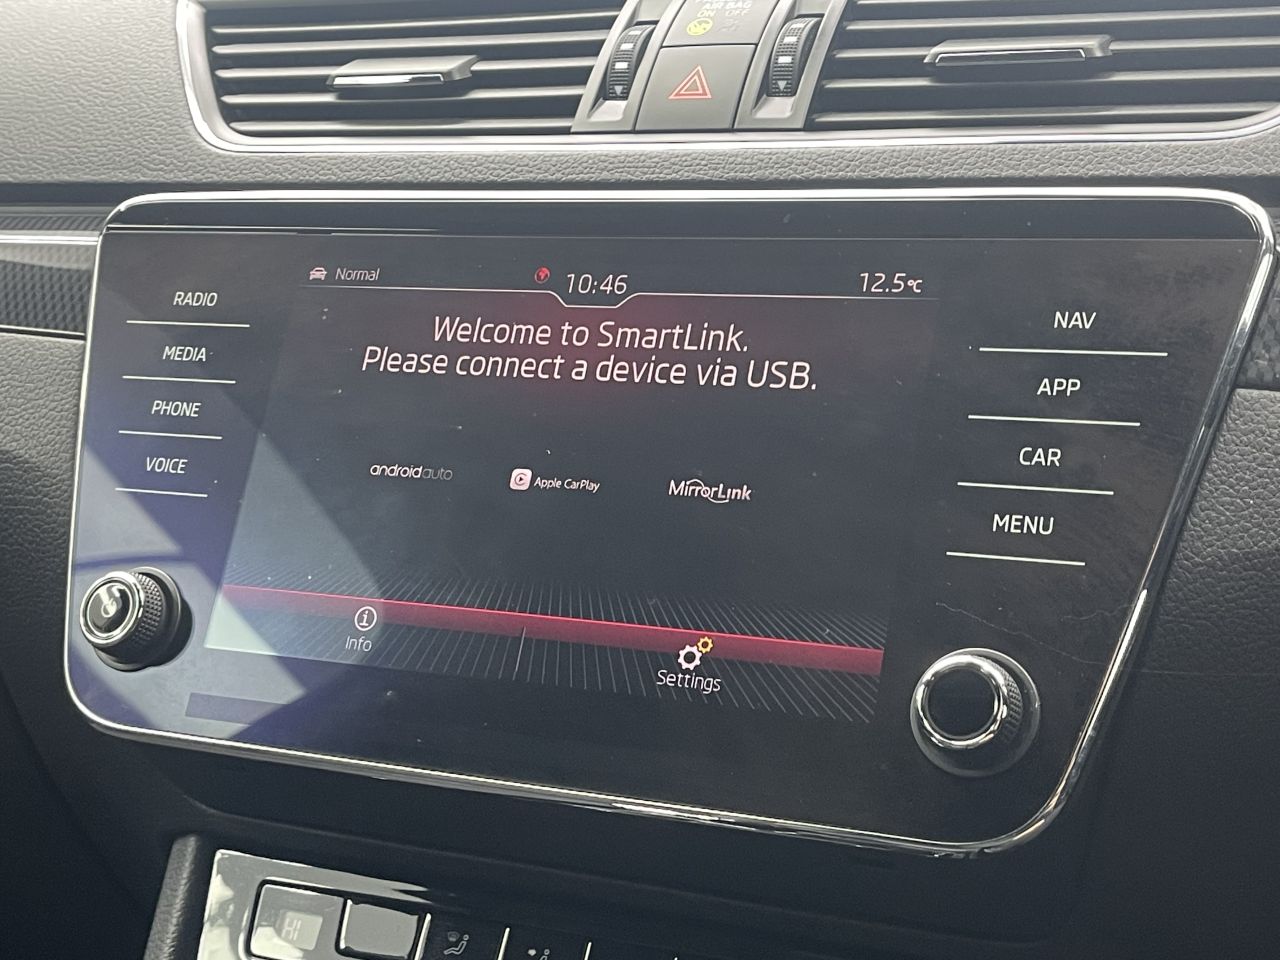 AIR BAG
ON OFF
Normal
10:46
12.5°C
RADIO
MEDIA
PHONE
VOICE
Welcome to SmartLink.
Please connect a device via USB.
androidauto
Apple CarPlay
MirrorLink
Info
Settings
NAV
APP
CAR
MENU
HI